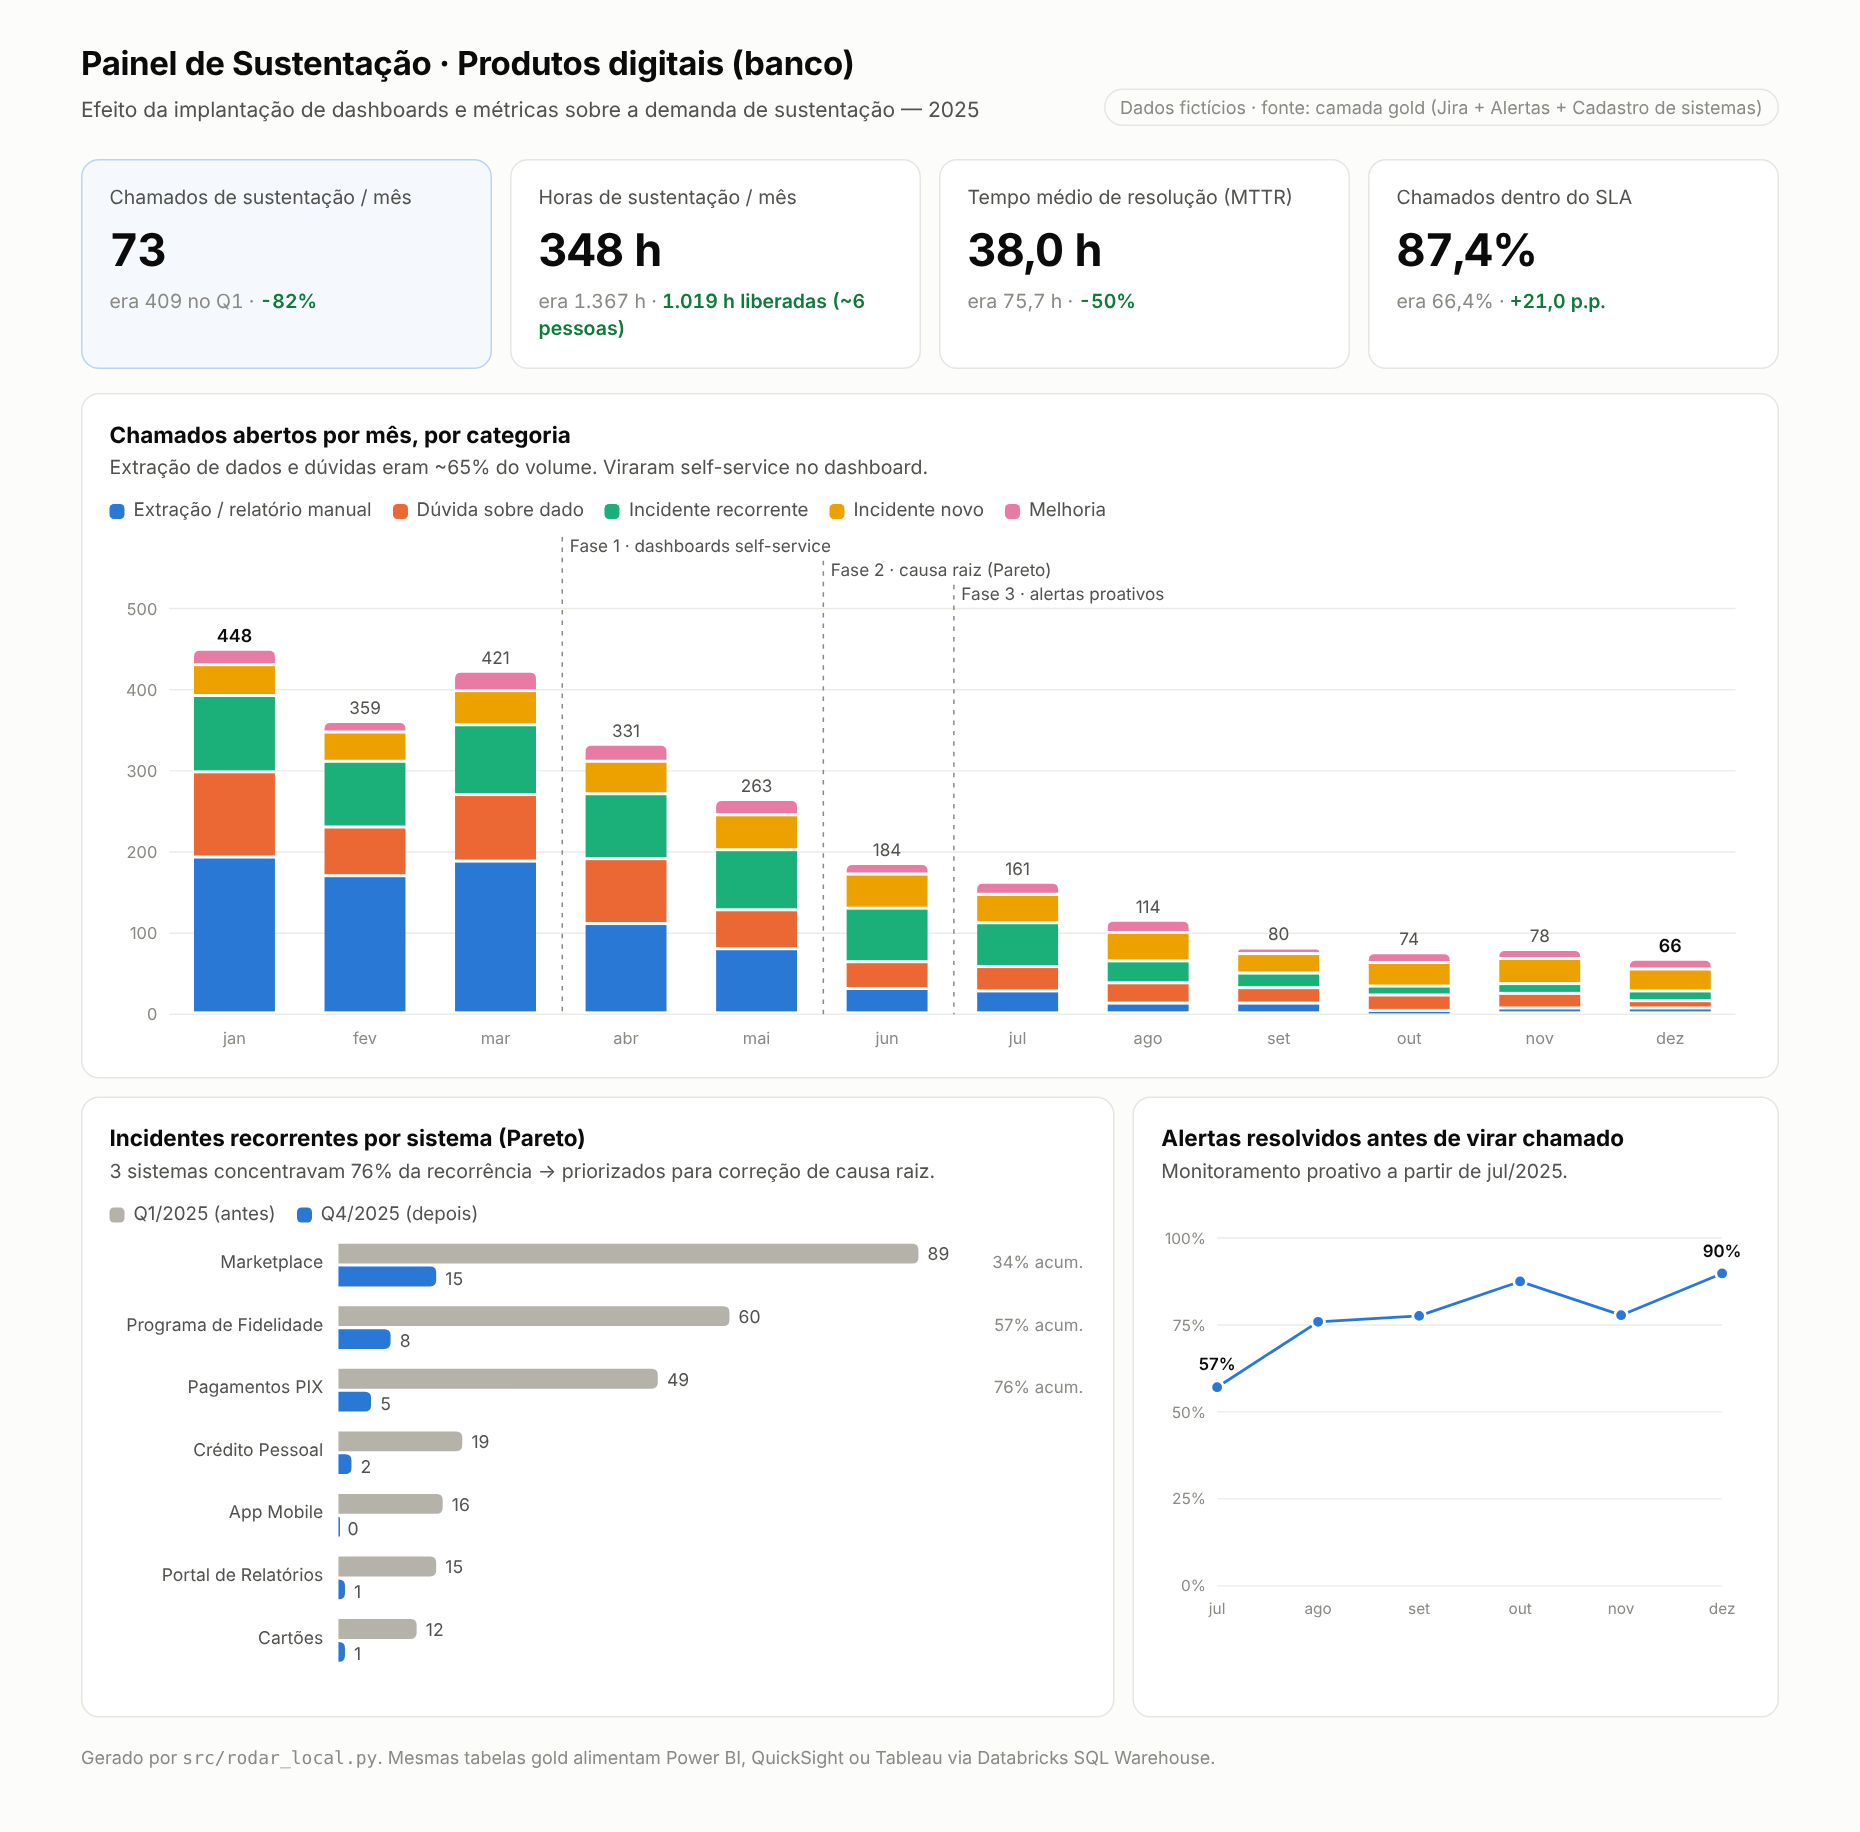 Painel de Sustentação · Produtos digitais (banco)
Efeito da implantação de dashboards e métricas sobre a demanda de sustentação — 2025
Dados fictícios · fonte: camada gold (Jira + Alertas + Cadastro de sistemas)
Chamados de sustentação / mês
73
era 409 no Q1 · -82%
Horas de sustentação / mês
348 h
era 1.367 h · 1.019 h liberadas (~6
pessoas)
Tempo médio de resolução (MTTR)
38,0 h
era 75,7 h · -50%
Chamados dentro do SLA
87,4%
era 66,4% · +21,0 p.p.
Chamados abertos por mês, por categoria
Extração de dados e dúvidas eram ~65% do volume. Viraram self-service no dashboard.
Extração / relatório manual Dúvida sobre dado Incidente recorrente Incidente novo Melhoria
Fase 1 · dashboards self-service
Fase 2 · causa raiz (Pareto)
Fase 3 · alertas proativos
500
400
300
200
100
0
448
359
421
331
263
184
161
114
80
74
78
66
jan fev mar abr mai jun jul ago set out nov dez
Incidentes recorrentes por sistema (Pareto)
3 sistemas concentravam 76% da recorrência → priorizados para correção de causa raiz.
Q1/2025 (antes) Q4/2025 (depois)
Marketplace 89 34% acum.
15
Programa de Fidelidade 60 57% acum.
8
Pagamentos PIX 49 76% acum.
5
Crédito Pessoal 19
2
App Mobile 16
0
Portal de Relatórios 15
1
Cartões 12
1
Alertas resolvidos antes de virar chamado
Monitoramento proativo a partir de jul/2025.
100%
75%
50%
25%
0%
57%
90%
jul ago set out nov dez
Gerado por src/rodar_local.py. Mesmas tabelas gold alimentam Power BI, QuickSight ou Tableau via Databricks SQL Warehouse.